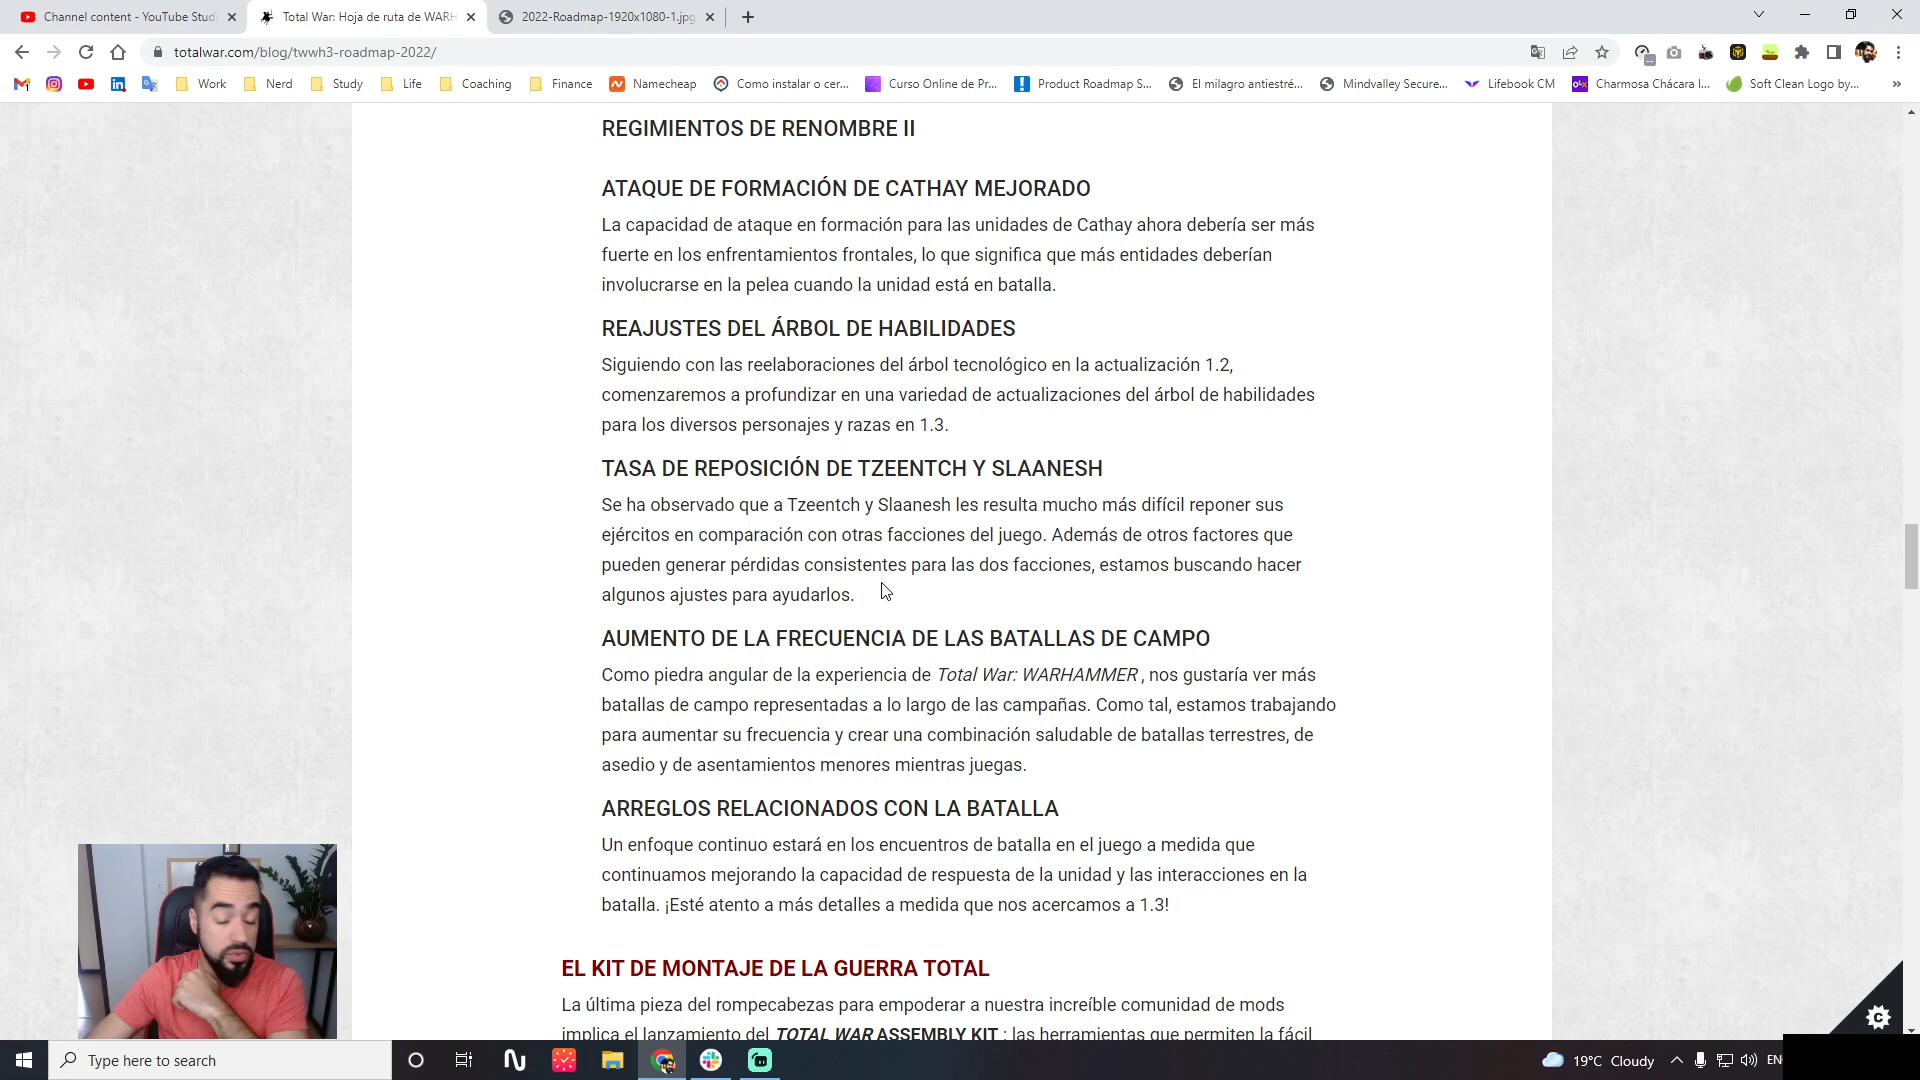 Channel content - YouTube Studi
Total War: Hoja de ruta de WARH
2022-Roadmap-1920x1080-1.jpg
totalwar.com/blog/twwh3-roadmap-2022/
Work
Nerd
Study
Life
Coaching
Finance
Namecheap
Como instalar o cer...
Curso Online de Pr...
Product Roadmap S...
El milagro antiestré...
Mindvalley Secure...
Lifebook CM
Charmosa Chácara I...
Soft Clean Logo by...
REGIMIENTOS DE RENOMBRE II
ATAQUE DE FORMACIÓN DE CATHAY MEJORADO
La capacidad de ataque en formación para las unidades de Cathay ahora debería ser más
fuerte en los enfrentamientos frontales, lo que significa que más entidades deberían
involucrarse en la pelea cuando la unidad está en batalla.
REAJUSTES DEL ÁRBOL DE HABILIDADES
Siguiendo con las reelaboraciones del árbol tecnológico en la actualización 1.2,
comenzaremos a profundizar en una variedad de actualizaciones del árbol de habilidades
para los diversos personajes y razas en 1.3.
TASA DE REPOSICIÓN DE TZEENTCH Y SLAANESH
Se ha observado que a Tzeentch y Slaanesh les resulta mucho más difícil reponer sus
ejércitos en comparación con otras facciones del juego. Además de otros factores que
pueden generar pérdidas consistentes para las dos facciones, estamos buscando hacer
algunos ajustes para ayudarlos.
AUMENTO DE LA FRECUENCIA DE LAS BATALLAS DE CAMPO
Como piedra angular de la experiencia de Total War: WARHAMMER , nos gustaría ver más
batallas de campo representadas a lo largo de las campañas. Como tal, estamos trabajando
para aumentar su frecuencia y crear una combinación saludable de batallas terrestres, de
asedio y de asentamientos menores mientras juegas.
ARREGLOS RELACIONADOS CON LA BATALLA
Un enfoque continuo estará en los encuentros de batalla en el juego a medida que
continuamos mejorando la capacidad de respuesta de la unidad y las interacciones en la
batalla. ¡Esté atento a más detalles a medida que nos acercamos a 1.3!
EL KIT DE MONTAJE DE LA GUERRA TOTAL
La última pieza del rompecabezas para empoderar a nuestra increíble comunidad de mods
implica el lanzamiento del TOTAL WAR ASSEMBLY KIT : las herramientas que permiten la fácil
Type here to search
19°C Cloudy
EN